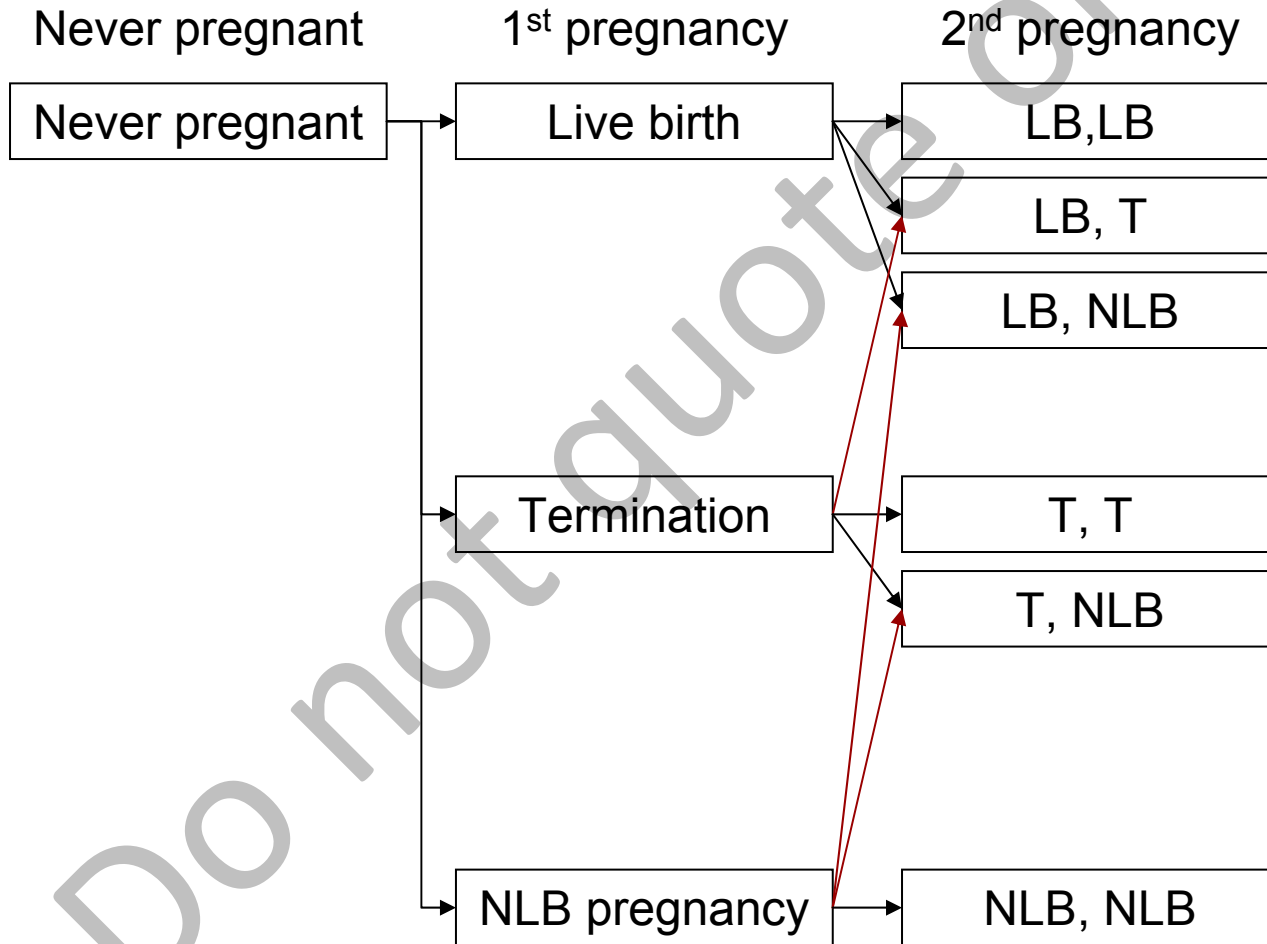 Never pregnant 1st pregnancy 2nd pregnancy
Never pregnant Live birth LB,LB
LB, T
LB, NLB
Termination T, T
T, NLB
NLB pregnancy NLB, NLB
Do not quote